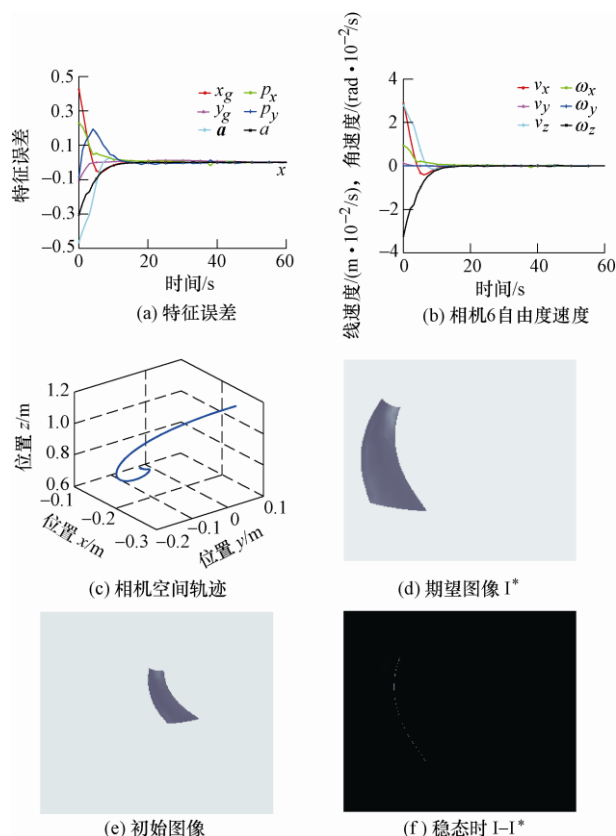 0.5
0.3
0.1
−0.1
−0.3
−0.5
特征误差
x_g p_x
y_g p_y
a a
x
0 20 40 60
时间/s
(a) 特征误差
线速度/(m·10⁻²/s), 角速度/(rad·10⁻²/s)
4
2
0
−2
−4
v_x ω_x
v_y ω_y
v_z ω_z
0 20 40 60
时间/s
(b) 相机6自由度速度
位置 z/m
1.2
1.0
0.8
0.6
−0.1
−0.2
−0.3
位置 x/m
−0.2
−0.1
0
0.1
位置 y/m
(c) 相机空间轨迹
(d) 期望图像 I*
(e) 初始图像
(f) 稳态时 I–I*